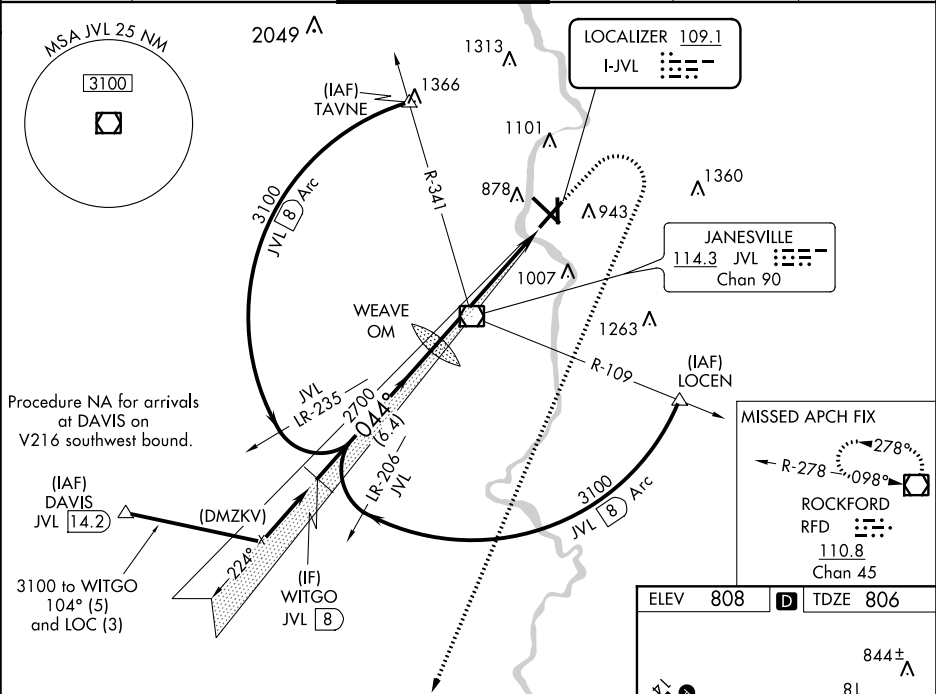 MSA JVL 25 NM
3100
2049
1313
LOCALIZER 109.1
I-JVL
(IAF)
TAVNE
1366
1101
R-341
878
943
1360
3100
JVL 8 Arc
JANESVILLE
114.3 JVL
Chan 90
1007
WEAVE
OM
1263
R-109
(IAF)
LOCEN
JVL
LR-235
2700
044°
(6.4)
LR-206
JVL
3100
JVL 8 Arc
Procedure NA for arrivals
at DAVIS on
V216 southwest bound.
(IAF)
DAVIS
JVL 14.2
(DMZKV)
224°
(IF)
WITGO
JVL 8
3100 to WITGO
104° (5)
and LOC (3)
MISSED APCH FIX
278°
R-278
098°
ROCKFORD
RFD
110.8
Chan 45
ELEV 808 D TDZE 806
844±
8L
14